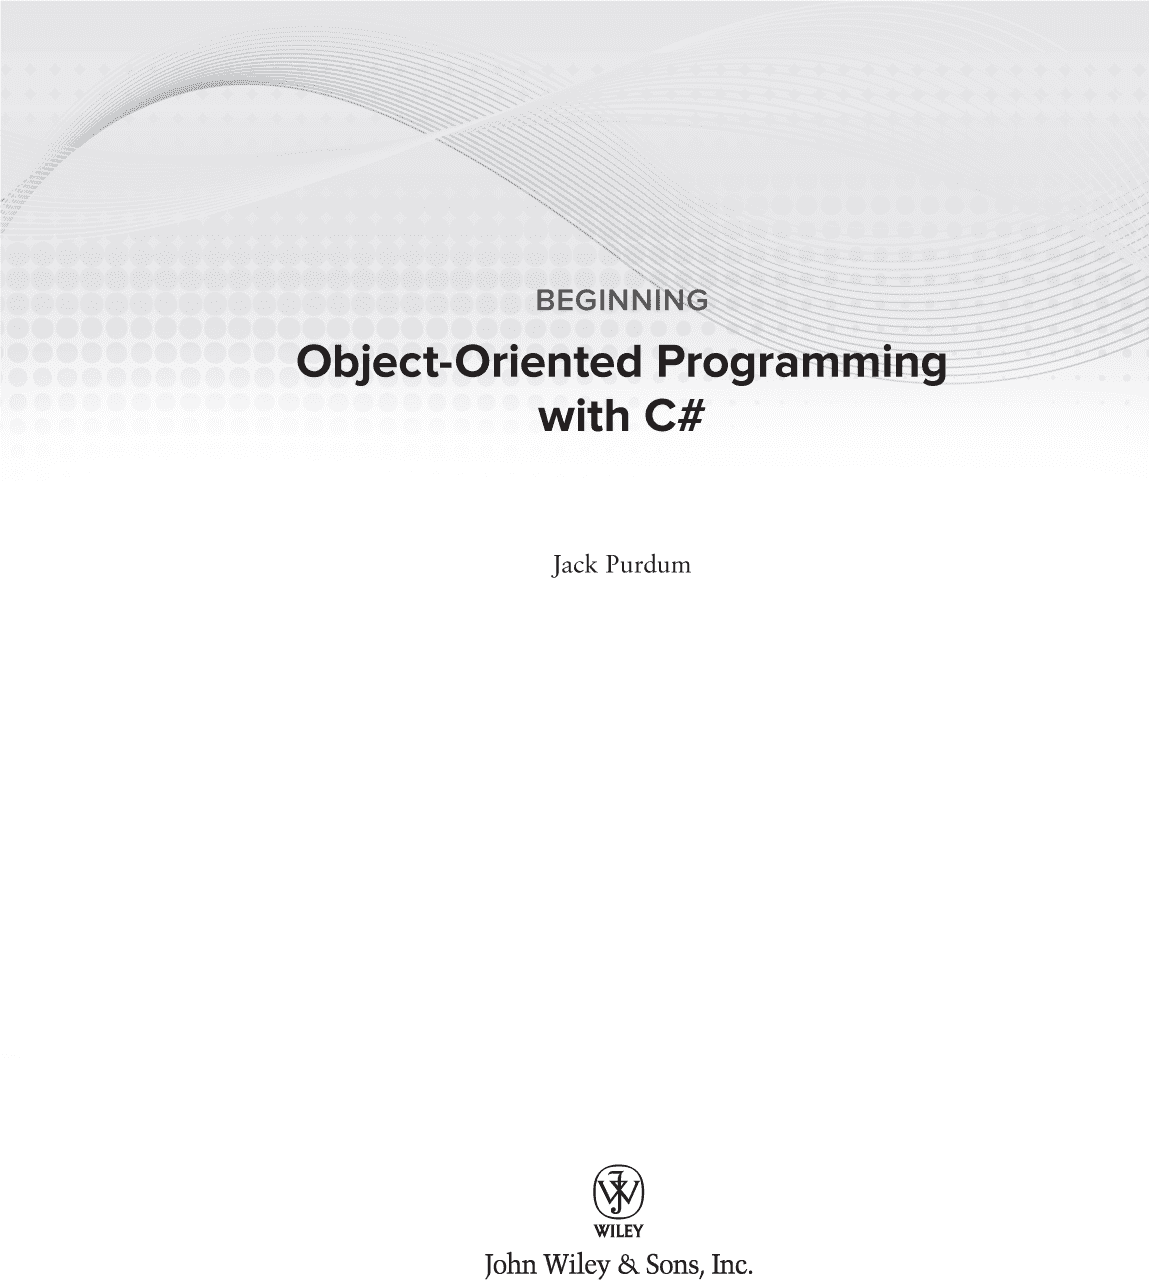 BEGINNING
Object-Oriented Programming
with C#
Jack Purdum
WILEY
John Wiley & Sons, Inc.